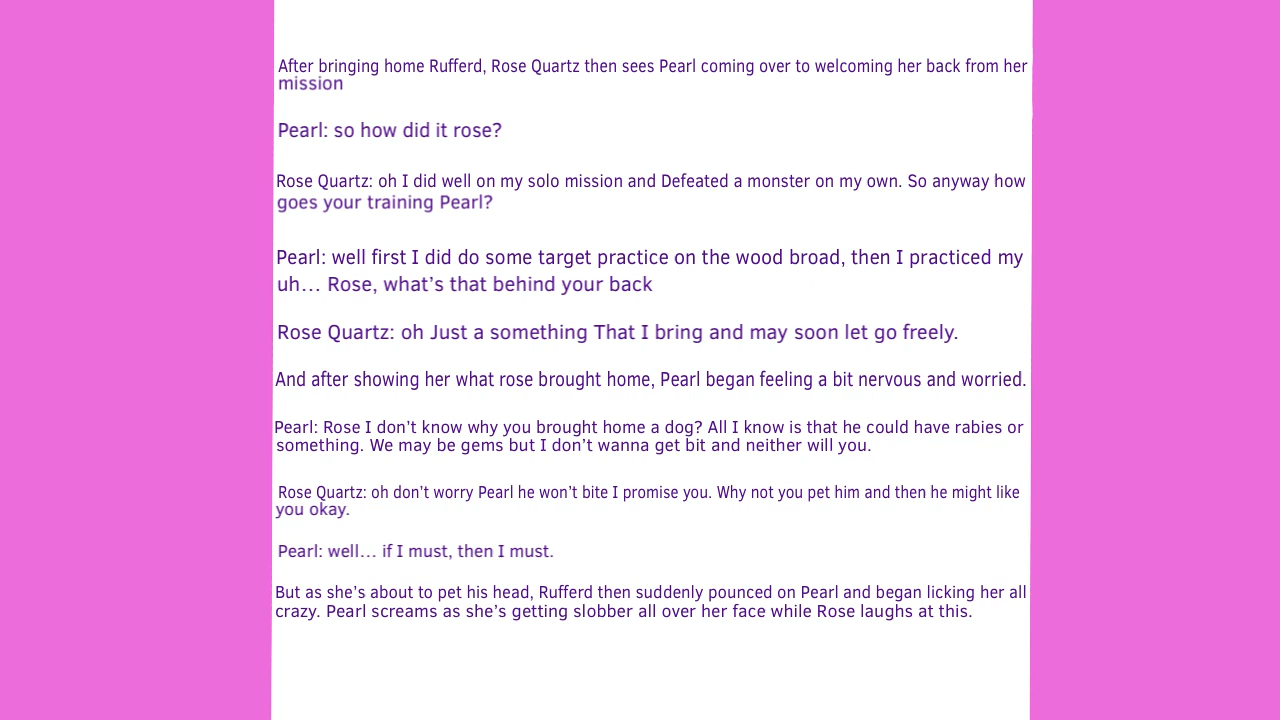 After bringing home Rufferd, Rose Quartz then sees Pearl coming over to welcoming her back from her
mission
Pearl: so how did it rose?
Rose Quartz: oh I did well on my solo mission and Defeated a monster on my own. So anyway how
goes your training Pearl?
Pearl: well first I did do some target practice on the wood broad, then I practiced my
uh... Rose, what's that behind your back
Rose Quartz: oh Just a something That I bring and may soon let go freely.
And after showing her what rose brought home, Pearl began feeling a bit nervous and worried.
Pearl: Rose I don't know why you brought home a dog? All I know is that he could have rabies or
something. We may be gems but I don't wanna get bit and neither will you.
Rose Quartz: oh don't worry Pearl he won't bite I promise you. Why not you pet him and then he might like
you okay.
Pearl: well... if I must, then I must.
But as she's about to pet his head, Rufferd then suddenly pounced on Pearl and began licking her all
crazy. Pearl screams as she's getting slobber all over her face while Rose laughs at this.